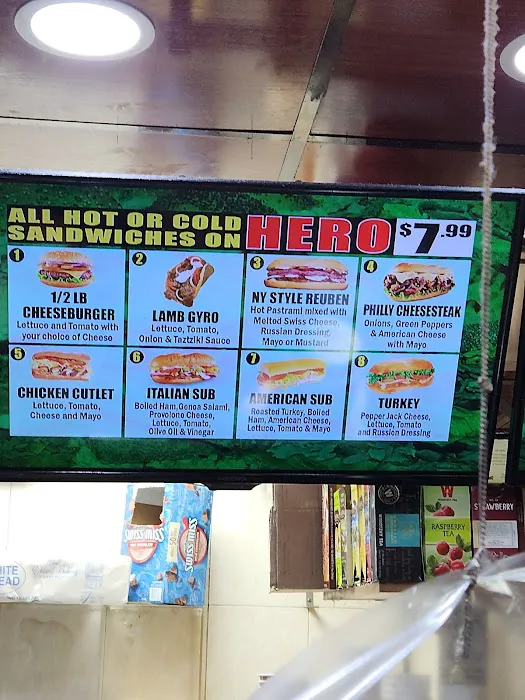 ALL HOT OR COLD
SANDWICHES ON HERO $7.99
1
1/2 LB
CHEESEBURGER
Lettuce and Tomato with
your choice of Cheese
2
LAMB GYRO
Lettuce, Tomato,
Onion & Taztziki Sauce
3
NY STYLE REUBEN
Hot Pastrami mixed with
Melted Swiss Cheese,
Russian Dressing,
Mayo or Mustard
4
PHILLY CHEESESTEAK
Onions, Green Peppers
& American Cheese
with Mayo
5
CHICKEN CUTLET
Lettuce, Tomato,
Cheese and Mayo
6
ITALIAN SUB
Boiled Ham, Genoa Salami,
Provolone Cheese,
Lettuce, Tomato,
Olive Oil & Vinegar
7
AMERICAN SUB
Roasted Turkey, Boiled
Ham, American Cheese,
Lettuce, Tomato & Mayo
8
TURKEY
Pepper Jack Cheese,
Lettuce, Tomato
and Russion Dressing
SWISS MISS
SWISS MISS
RASPBERRY
TEA